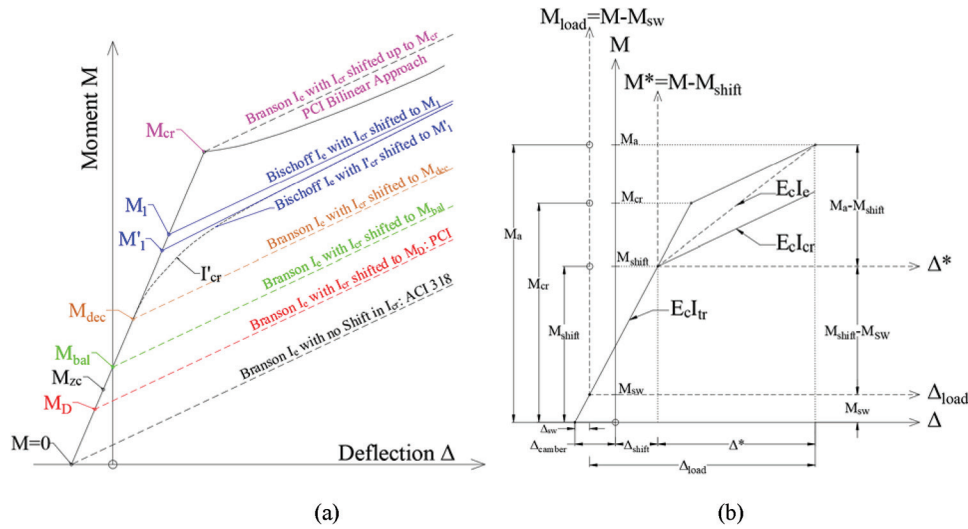 Moment M
Deflection Δ
Branson Ie with Icr shifted up to Mcr
PCI Bilinear Approach
Bischoff Ie with Icr shifted to M1
Bischoff Ie with I'cr shifted to M'1
Branson Ie with Icr shifted to Mdec
Branson Ie with Icr shifted to Mbal
Branson Ie with Icr shifted to MD: PCI
Branson Ie with no Shift in Icr: ACI 318
Mcr
M1
M'1
I'cr
Mdec
Mbal
Mzc
MD
M=0
(a)
Mload=M-Msw
M
M*=M-Mshift
Ma
Mcr
Mshift
Msw
Ma
Mcr
Mshift
EcIe
EcIcr
EcItr
Ma-Mshift
Mshift-Msw
Msw
Δ*
Δload
Δ
Δsw
Δcamber
Δshift
Δ*
Δload
(b)